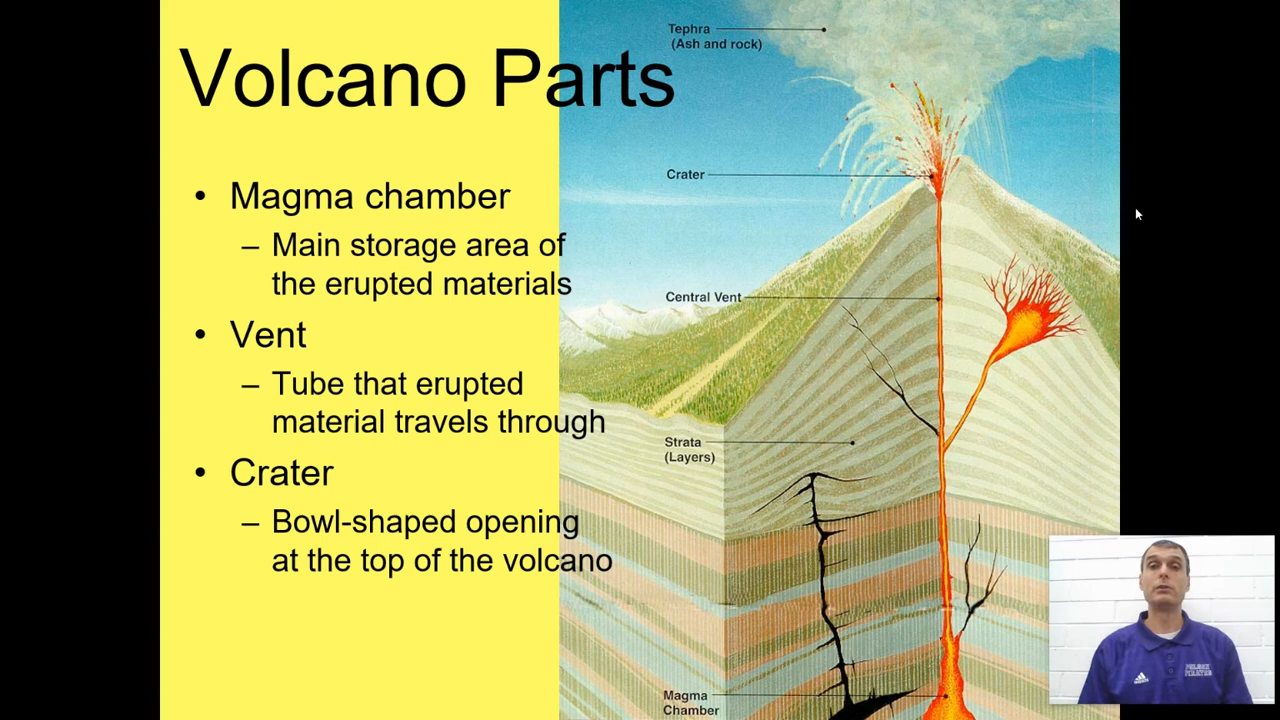 Volcano Parts
• Magma chamber
– Main storage area of
the erupted materials
• Vent
– Tube that erupted
material travels through
• Crater
– Bowl-shaped opening
at the top of the volcano
Tephra
(Ash and rock)
Crater
Central Vent
Strata
(Layers)
Magma
Chamber